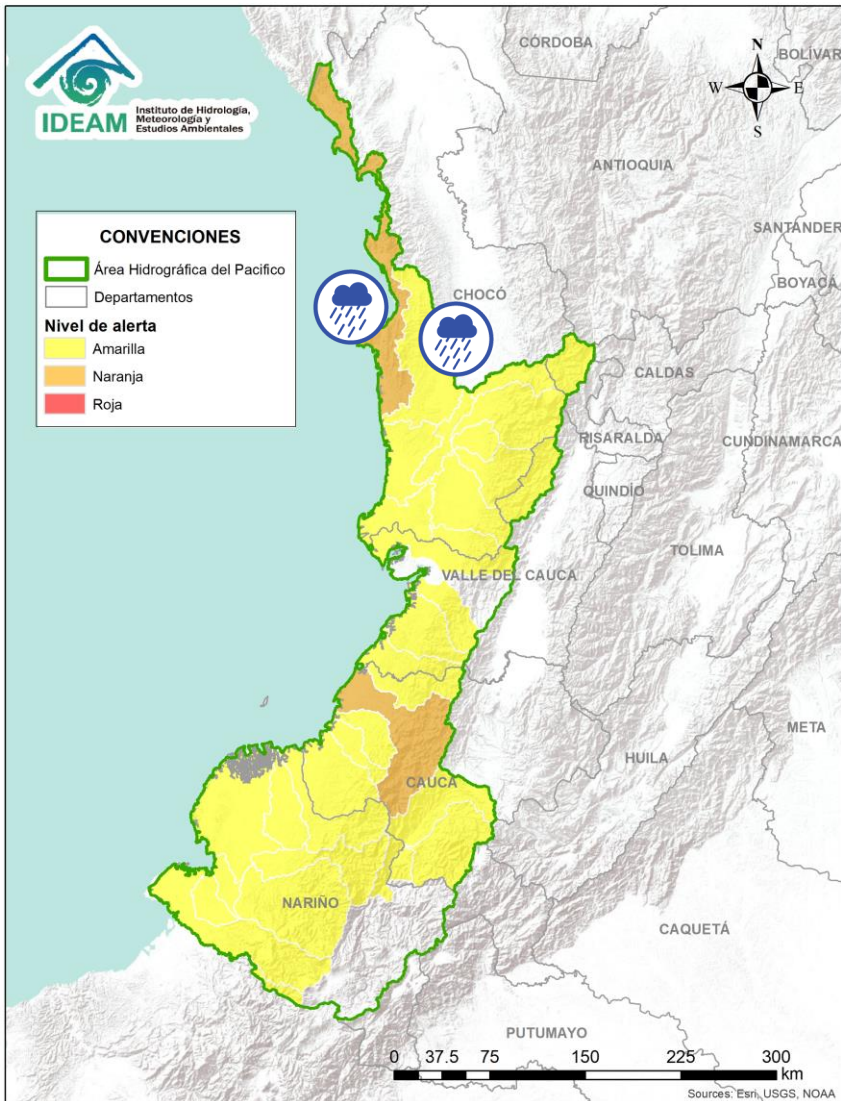 IDEAM
Instituto de Hidrología,
Meteorología y
Estudios Ambientales
CÓRDOBA
BOLÍVAR
N
W
E
S
ANTIOQUIA
SANTANDER
BOYACÁ
CONVENCIONES
Área Hidrográfica del Pacifico
Departamentos
Nivel de alerta
Amarilla
Naranja
Roja
CHOCÓ
CALDAS
RISARALDA
CUNDINAMARCA
QUINDÍO
TOLIMA
VALLE DEL CAUCA
META
HUILA
CAUCA
NARIÑO
CAQUETÁ
PUTUMAYO
0 37.5 75 150 225 300
km
Sources: Esri, USGS, NOAA